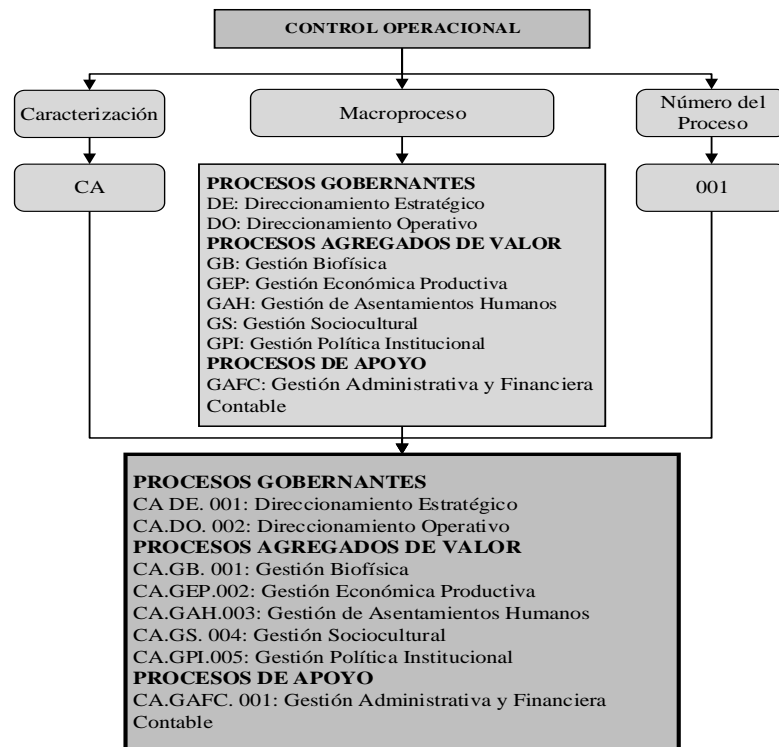 CONTROL OPERACIONAL
Caracterización
Macroproceso
Número del
Proceso
CA
PROCESOS GOBERNANTES
DE: Direccionamiento Estratégico
DO: Direccionamiento Operativo
PROCESOS AGREGADOS DE VALOR
GB: Gestión Biofísica
GEP: Gestión Económica Productiva
GAH: Gestión de Asentamientos Humanos
GS: Gestión Sociocultural
GPI: Gestión Política Institucional
PROCESOS DE APOYO
GAFC: Gestión Administrativa y Financiera
Contable
001
PROCESOS GOBERNANTES
CA DE. 001: Direccionamiento Estratégico
CA.DO. 002: Direccionamiento Operativo
PROCESOS AGREGADOS DE VALOR
CA.GB. 001: Gestión Biofísica
CA.GEP.002: Gestión Económica Productiva
CA.GAH.003: Gestión de Asentamientos Humanos
CA.GS. 004: Gestión Sociocultural
CA.GPI.005: Gestión Política Institucional
PROCESOS DE APOYO
CA.GAFC. 001: Gestión Administrativa y Financiera
Contable